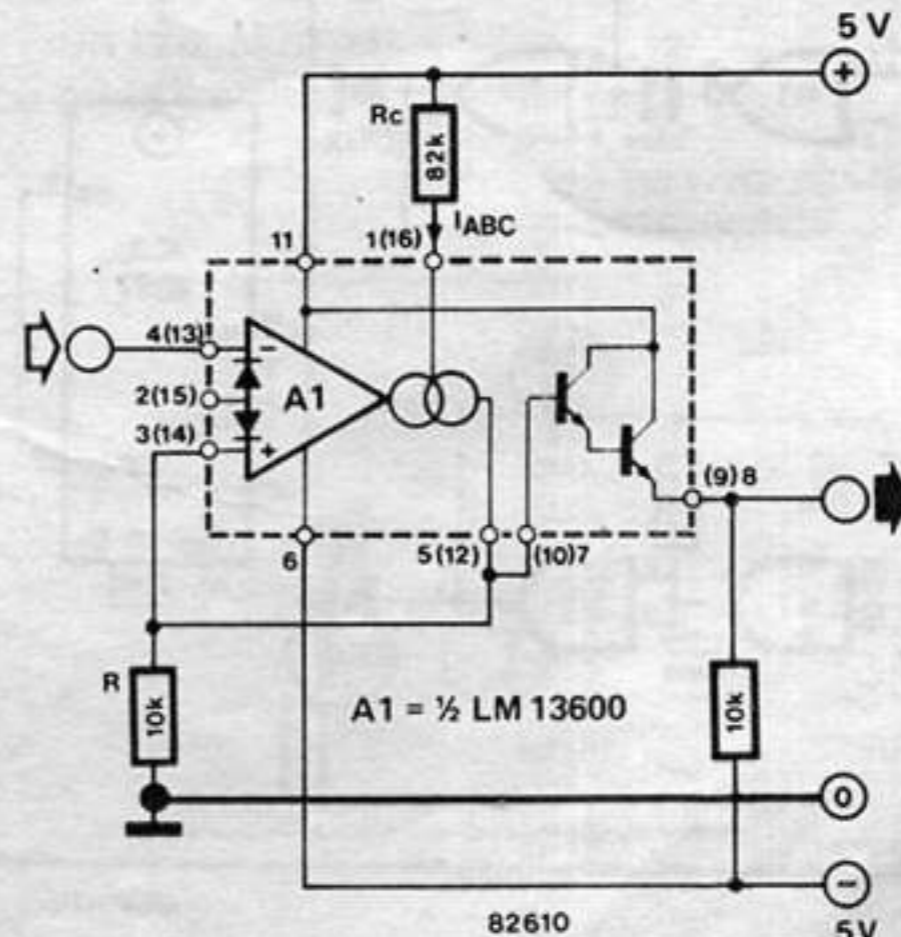 5 V
+
Rc
82k
IABC
11
1(16)
4(13)
-
2(15)
A1
3(14)
+
(9)8
6
5(12)
(10)7
R
10k
A1 = ½ LM 13600
10k
0
-
82610
5V